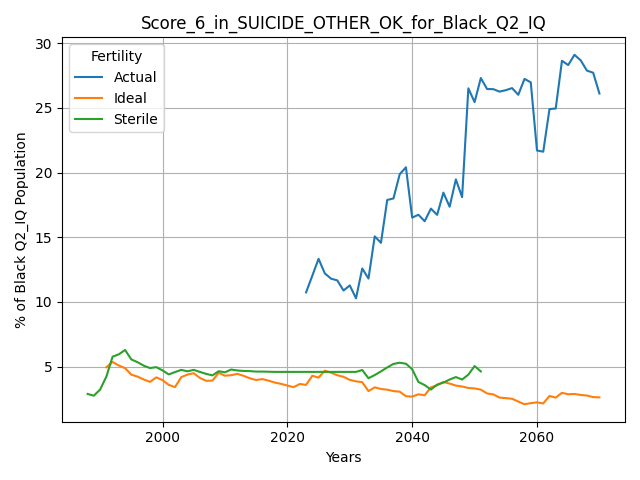 Score_6_in_SUICIDE_OTHER_OK_for_Black_Q2_IQ
30
25
20
15
10
5
% of Black Q2_IQ Population
Fertility
Actual
Ideal
Sterile
2000
2020
2040
2060
Years